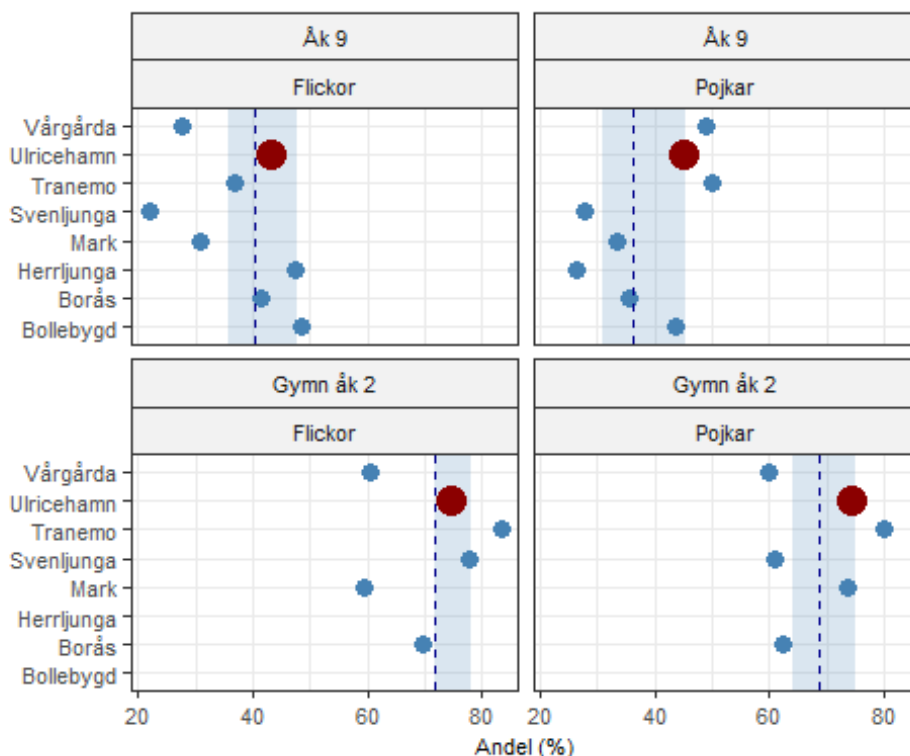 Åk 9
Åk 9
Flickor
Pojkar
Vårgårda
Ulricehamn
Tranemo
Svenljunga
Mark
Herrljunga
Borås
Bollebygd
Gymn åk 2
Gymn åk 2
Flickor
Pojkar
Vårgårda
Ulricehamn
Tranemo
Svenljunga
Mark
Herrljunga
Borås
Bollebygd
20 40 60 80 20 40 60 80
Andel (%)